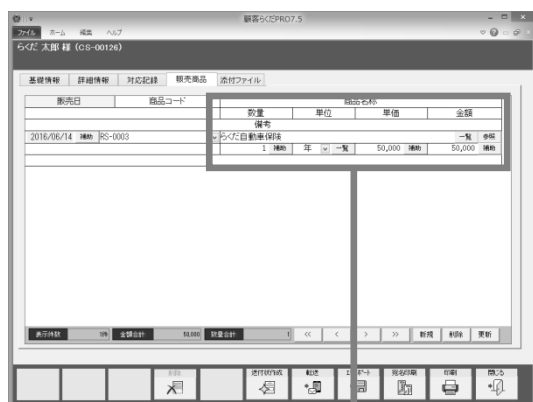 顧客らくだPRO7.5
ファイル ホーム 編集 ヘルプ
らくだ 太郎 様 (CS-00126)
基礎情報 詳細情報 対応記録 販売商品 添付ファイル
販売日 商品コード 商品名称
数量 単位 単価 金額
備考
2016/06/14 補助 RS-0003 らくだ自動車保険 一覧 参照
1 補助 年 一覧 50,000 補助 50,000 補助
表示件数 1件 金額合計 50,000 数量合計 1 << < > >> 新規 削除 更新
削除 送付状作成 転送 宛名印刷 印刷 閉じる